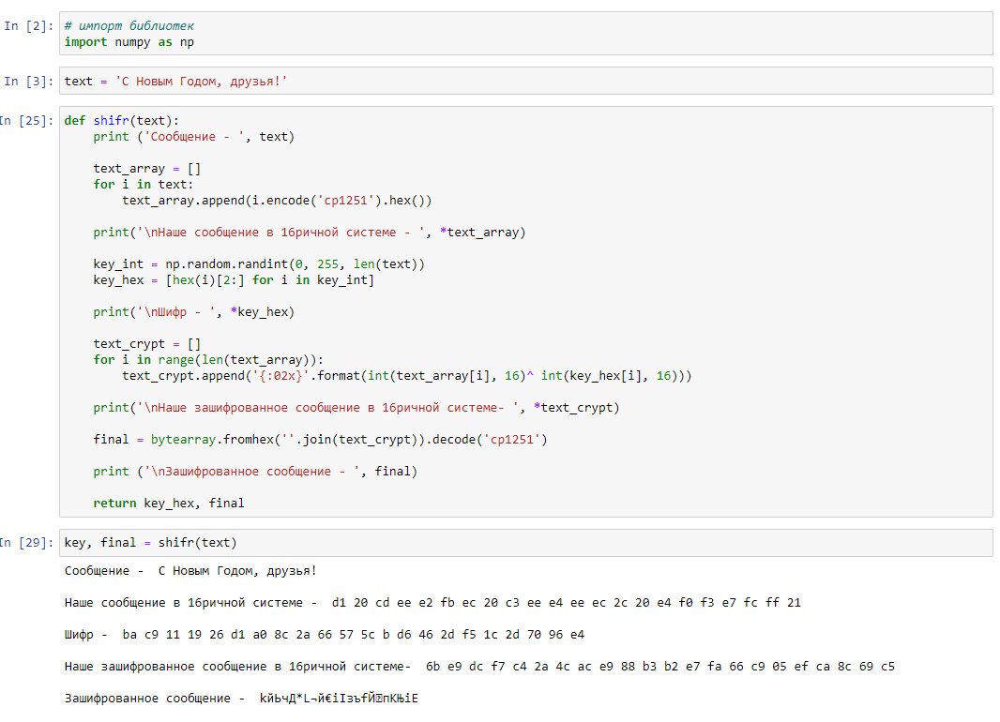 In [2]: # импорт библиотек
import numpy as np
In [3]: text = 'С Новым Годом, друзья!'
In [25]: def shifr(text):
    print ('Сообщение - ', text)
    text_array = []
    for i in text:
        text_array.append(i.encode('cp1251').hex())
    print('\nНаше сообщение в 16ричной системе - ', *text_array)
    key_int = np.random.randint(0, 255, len(text))
    key_hex = [hex(i)[2:] for i in key_int]
    print('\nШифр - ', *key_hex)
    text_crypt = []
    for i in range(len(text_array)):
        text_crypt.append('{:02x}'.format(int(text_array[i], 16)^ int(key_hex[i], 16)))
    print('\nНаше зашифрованное сообщение в 16ричной системе- ', *text_crypt)
    final = bytearray.fromhex(''.join(text_crypt)).decode('cp1251')
    print ('\nЗашифрованное сообщение - ', final)
    return key_hex, final
In [29]: key, final = shifr(text)
Сообщение -  С Новым Годом, друзья!
Наше сообщение в 16ричной системе -  d1 20 cd ee e2 fb ec 20 c3 ee e4 ee ec 2c 20 e4 f0 f3 e7 fc ff 21
Шифр -  ba c9 11 19 26 d1 a0 8c 2a 66 57 5c b d6 46 2d f5 1c 2d 70 96 e4
Наше зашифрованное сообщение в 16ричной системе-  6b e9 dc f7 c4 2a 4c ac e9 88 b3 b2 e7 fa 66 c9 05 ef ca 8c 69 c5
Зашифрованное сообщение -  kйЬчД*L¬й€іІзъfЙпКЊiЕ